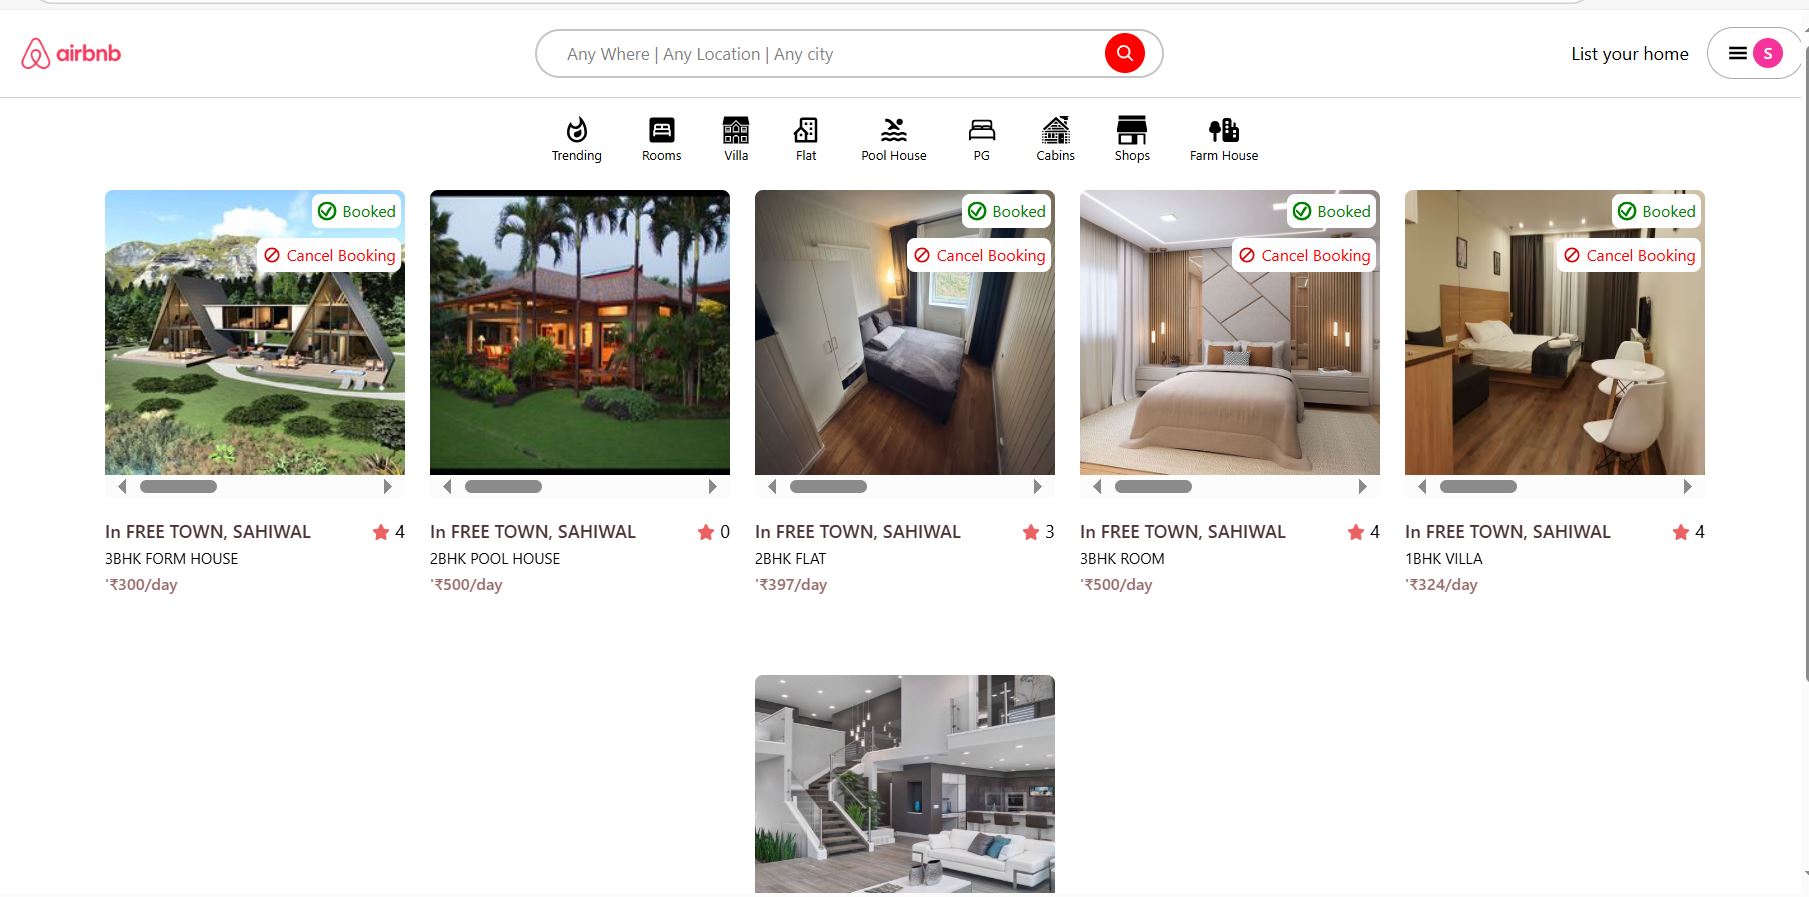 airbnb
Any Where | Any Location | Any city
List your home
S
Trending
Rooms
Villa
Flat
Pool House
PG
Cabins
Shops
Farm House
Booked
Cancel Booking
Booked
Cancel Booking
Booked
Cancel Booking
Booked
Cancel Booking
In FREE TOWN, SAHIWAL 4
3BHK FORM HOUSE
'₹300/day
In FREE TOWN, SAHIWAL 0
2BHK POOL HOUSE
'₹500/day
In FREE TOWN, SAHIWAL 3
2BHK FLAT
'₹397/day
In FREE TOWN, SAHIWAL 4
3BHK ROOM
'₹500/day
In FREE TOWN, SAHIWAL 4
1BHK VILLA
'₹324/day